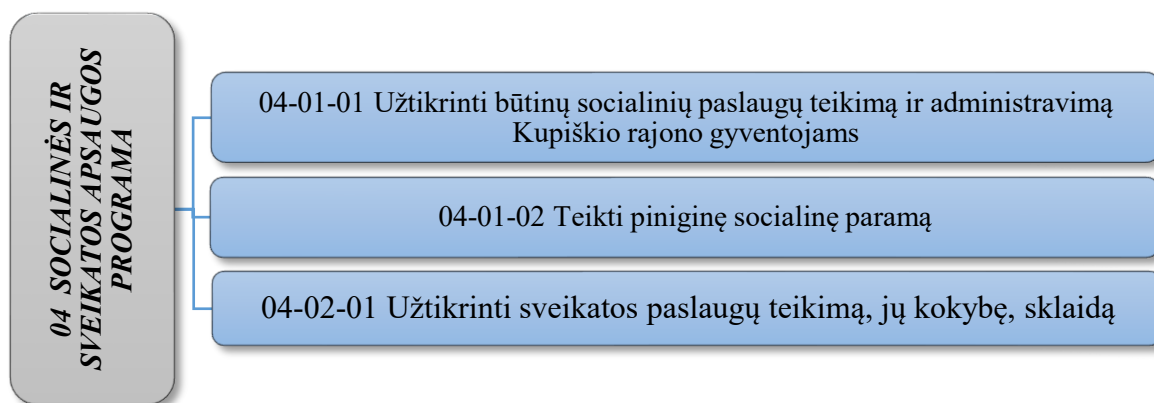 04 SOCIALINĖS IR
SVEIKATOS APSAUGOS
PROGRAMA
04-01-01 Užtikrinti būtinų socialinių paslaugų teikimą ir administravimą
Kupiškio rajono gyventojams
04-01-02 Teikti piniginę socialinę paramą
04-02-01 Užtikrinti sveikatos paslaugų teikimą, jų kokybę, sklaidą